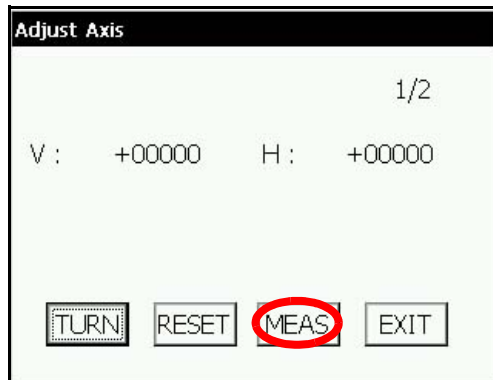 Adjust Axis
1/2
V : +00000 H : +00000
TURN RESET MEAS EXIT